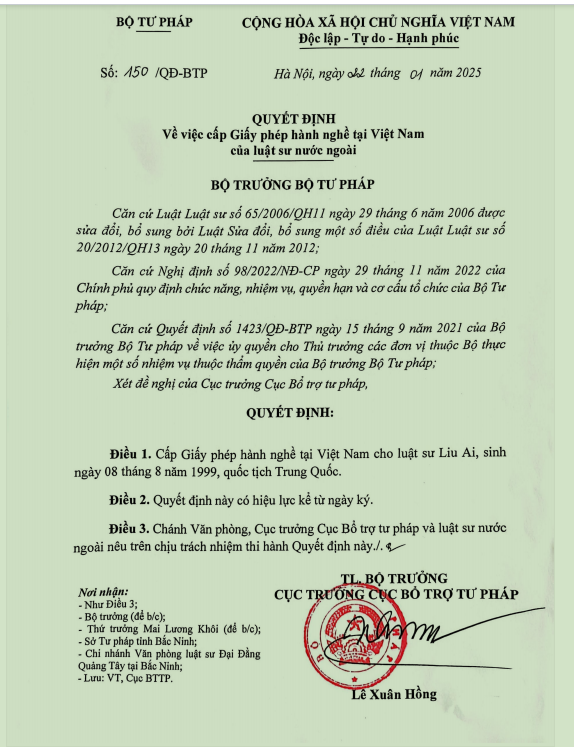 BỘ TƯ PHÁP
CỘNG HÒA XÃ HỘI CHỦ NGHĨA VIỆT NAM
Độc lập - Tự do - Hạnh phúc
Số: 150 /QĐ-BTP
Hà Nội, ngày 22 tháng 01 năm 2025
QUYẾT ĐỊNH
Về việc cấp Giấy phép hành nghề tại Việt Nam
của luật sư nước ngoài
BỘ TRƯỞNG BỘ TƯ PHÁP
Căn cứ Luật Luật sư số 65/2006/QH11 ngày 29 tháng 6 năm 2006 được
sửa đổi, bổ sung bởi Luật Sửa đổi, bổ sung một số điều của Luật Luật sư số
20/2012/QH13 ngày 20 tháng 11 năm 2012;
Căn cứ Nghị định số 98/2022/NĐ-CP ngày 29 tháng 11 năm 2022 của
Chính phủ quy định chức năng, nhiệm vụ, quyền hạn và cơ cấu tổ chức của Bộ Tư
pháp;
Căn cứ Quyết định số 1423/QĐ-BTP ngày 15 tháng 9 năm 2021 của Bộ
trưởng Bộ Tư pháp về việc ủy quyền cho Thủ trưởng các đơn vị thuộc Bộ thực
hiện một số nhiệm vụ thuộc thẩm quyền của Bộ trưởng Bộ Tư pháp;
Xét đề nghị của Cục trưởng Cục Bổ trợ tư pháp,
QUYẾT ĐỊNH:
Điều 1. Cấp Giấy phép hành nghề tại Việt Nam cho luật sư Liu Ai, sinh
ngày 08 tháng 8 năm 1999, quốc tịch Trung Quốc.
Điều 2. Quyết định này có hiệu lực kể từ ngày ký.
Điều 3. Chánh Văn phòng, Cục trưởng Cục Bổ trợ tư pháp và luật sư nước
ngoài nêu trên chịu trách nhiệm thi hành Quyết định này./.
Nơi nhận:
- Như Điều 3;
- Bộ trưởng (để b/c);
- Thứ trưởng Mai Lương Khôi (để b/c);
- Sở Tư pháp tỉnh Bắc Ninh;
- Chi nhánh Văn phòng luật sư Đại Đằng
Quảng Tây tại Bắc Ninh;
- Lưu: VT, Cục BTTP.
TL. BỘ TRƯỞNG
CỤC TRƯỞNG CỤC BỔ TRỢ TƯ PHÁP
BỘ TƯ PHÁP
Lê Xuân Hồng